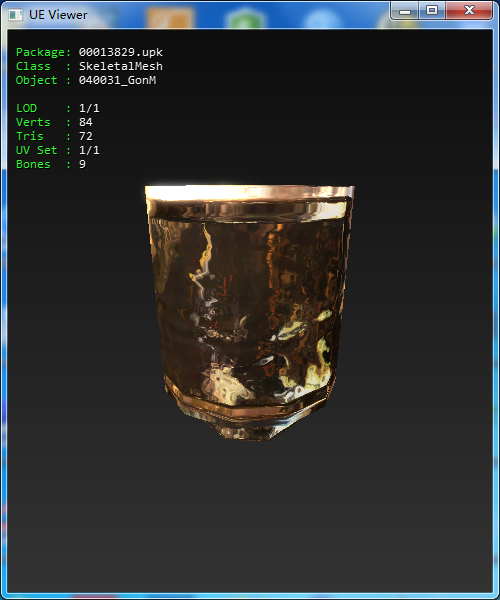 UE Viewer
Package: 00013829.upk
Class : SkeletalMesh
Object : 040031_GonM
LOD : 1/1
Verts : 84
Tris : 72
UV Set : 1/1
Bones : 9